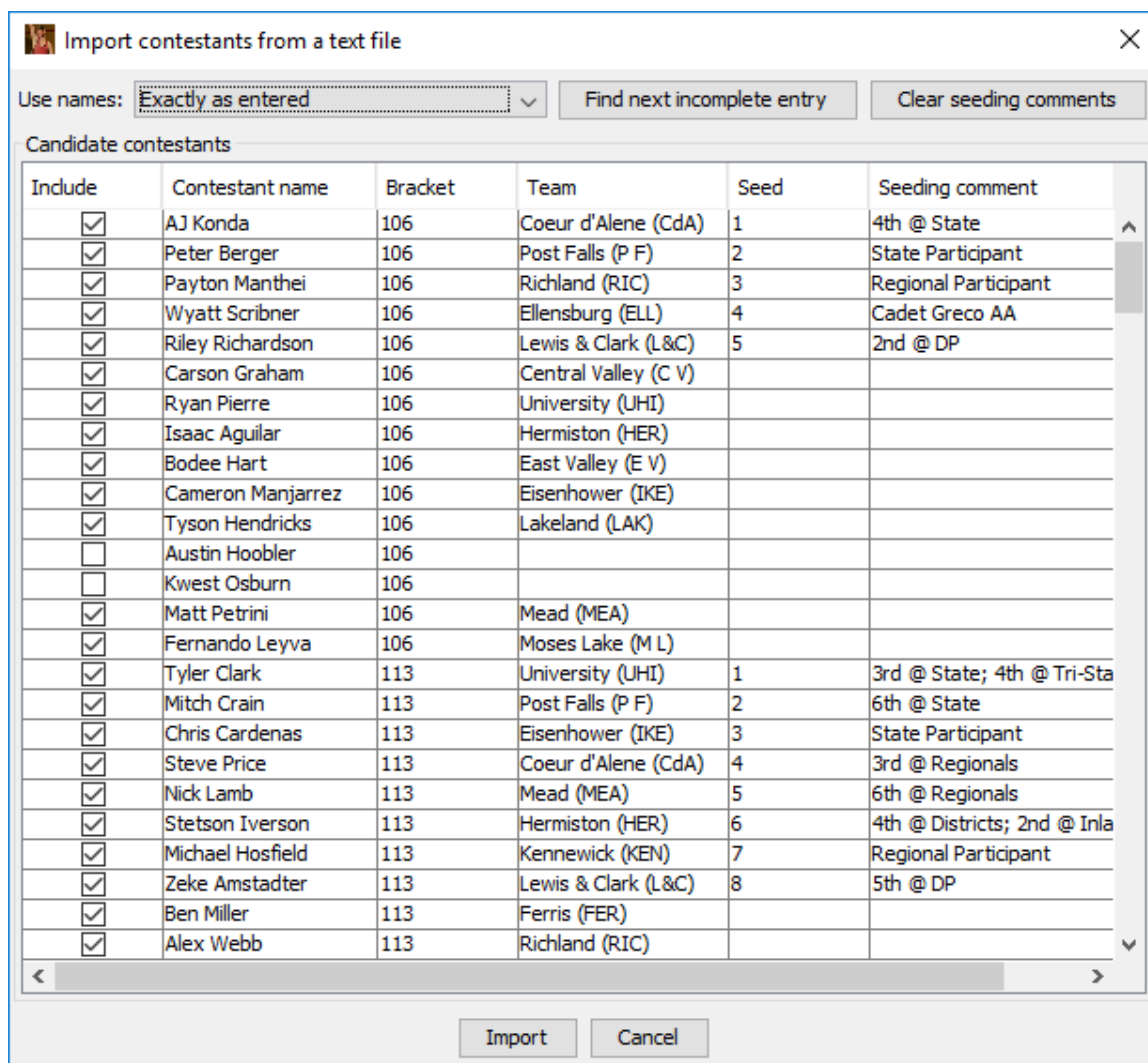 Import contestants from a text file
Use names: Exactly as entered Find next incomplete entry Clear seeding comments
Candidate contestants
Include Contestant name Bracket Team Seed Seeding comment
AJ Konda 106 Coeur d'Alene (CdA) 1 4th @ State
Peter Berger 106 Post Falls (P F) 2 State Participant
Payton Manthei 106 Richland (RIC) 3 Regional Participant
Wyatt Scribner 106 Ellensburg (ELL) 4 Cadet Greco AA
Riley Richardson 106 Lewis & Clark (L&C) 5 2nd @ DP
Carson Graham 106 Central Valley (C V)
Ryan Pierre 106 University (UHI)
Isaac Aguilar 106 Hermiston (HER)
Bodee Hart 106 East Valley (E V)
Cameron Manjarrez 106 Eisenhower (IKE)
Tyson Hendricks 106 Lakeland (LAK)
Austin Hoobler 106
Kwest Osburn 106
Matt Petrini 106 Mead (MEA)
Fernando Leyva 106 Moses Lake (M L)
Tyler Clark 113 University (UHI) 1 3rd @ State; 4th @ Tri-Sta
Mitch Crain 113 Post Falls (P F) 2 6th @ State
Chris Cardenas 113 Eisenhower (IKE) 3 State Participant
Steve Price 113 Coeur d'Alene (CdA) 4 3rd @ Regionals
Nick Lamb 113 Mead (MEA) 5 6th @ Regionals
Stetson Iverson 113 Hermiston (HER) 6 4th @ Districts; 2nd @ Inla
Michael Hosfield 113 Kennewick (KEN) 7 Regional Participant
Zeke Amstadter 113 Lewis & Clark (L&C) 8 5th @ DP
Ben Miller 113 Ferris (FER)
Alex Webb 113 Richland (RIC)
Import Cancel